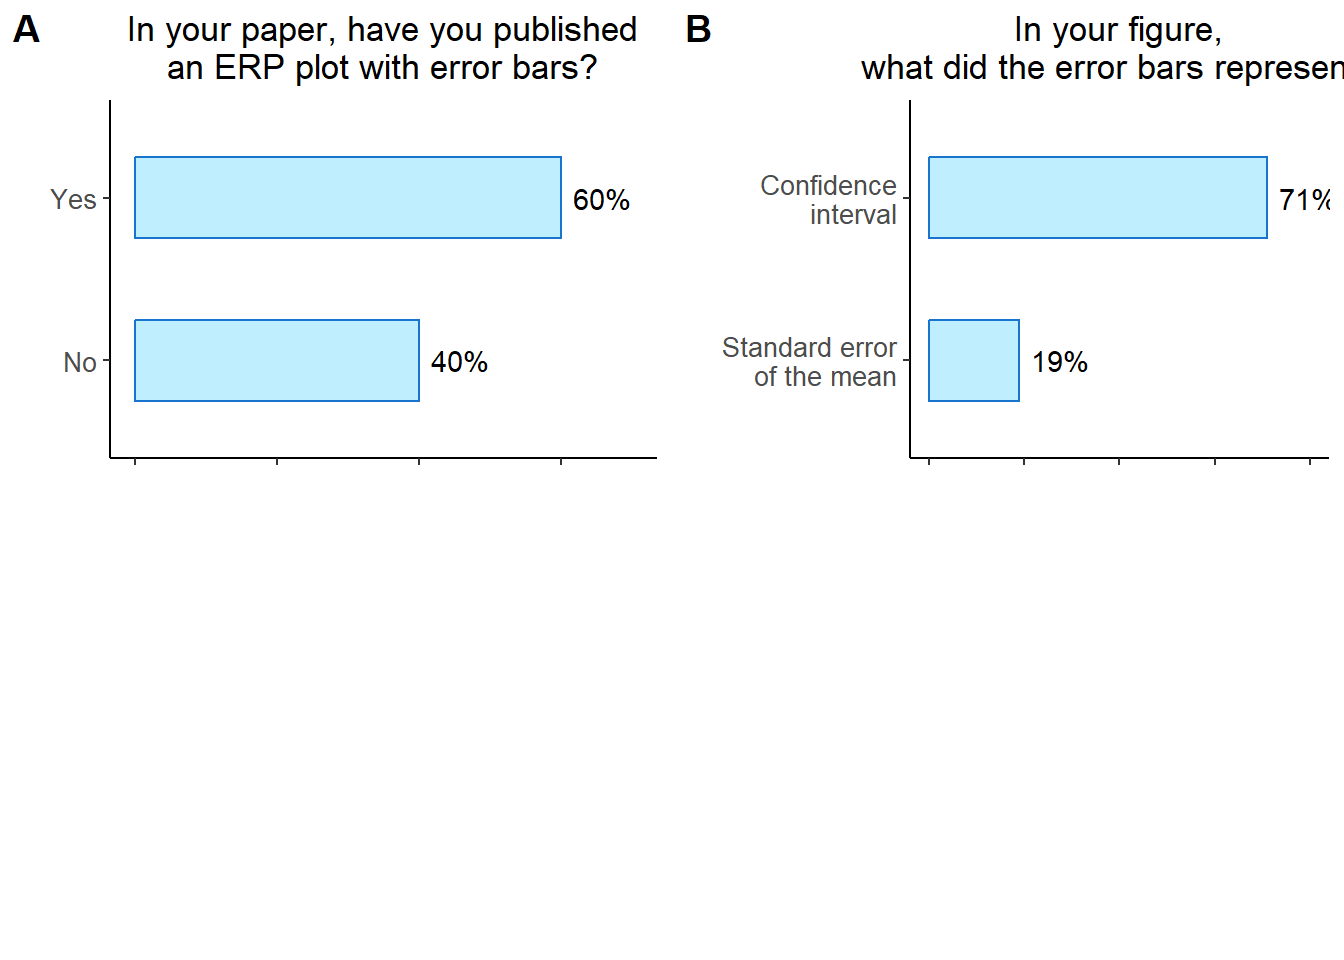 A
In your paper, have you published
an ERP plot with error bars?
Yes
60%
No
40%
B
In your figure,
what did the error bars represen
Confidence
interval
71%
Standard error
of the mean
19%